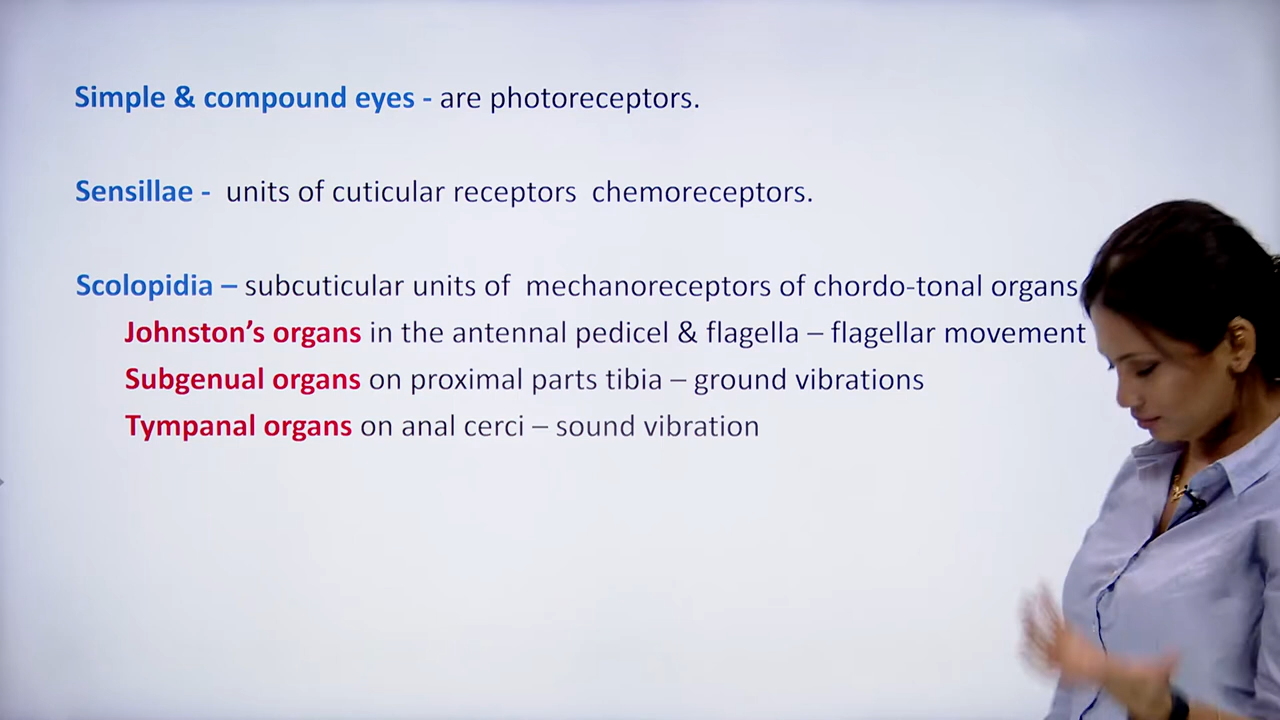 Simple & compound eyes - are photoreceptors.
Sensillae - units of cuticular receptors chemoreceptors.
Scolopidia – subcuticular units of mechanoreceptors of chordo-tonal organs
Johnston's organs in the antennal pedicel & flagella – flagellar movement
Subgenual organs on proximal parts tibia – ground vibrations
Tympanal organs on anal cerci – sound vibration